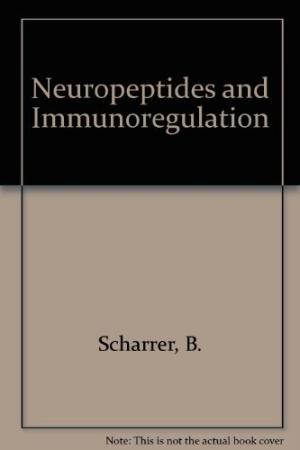 Neuropeptides and
Immunoregulation
Scharrer, B.
Note: This is not the actual book cover